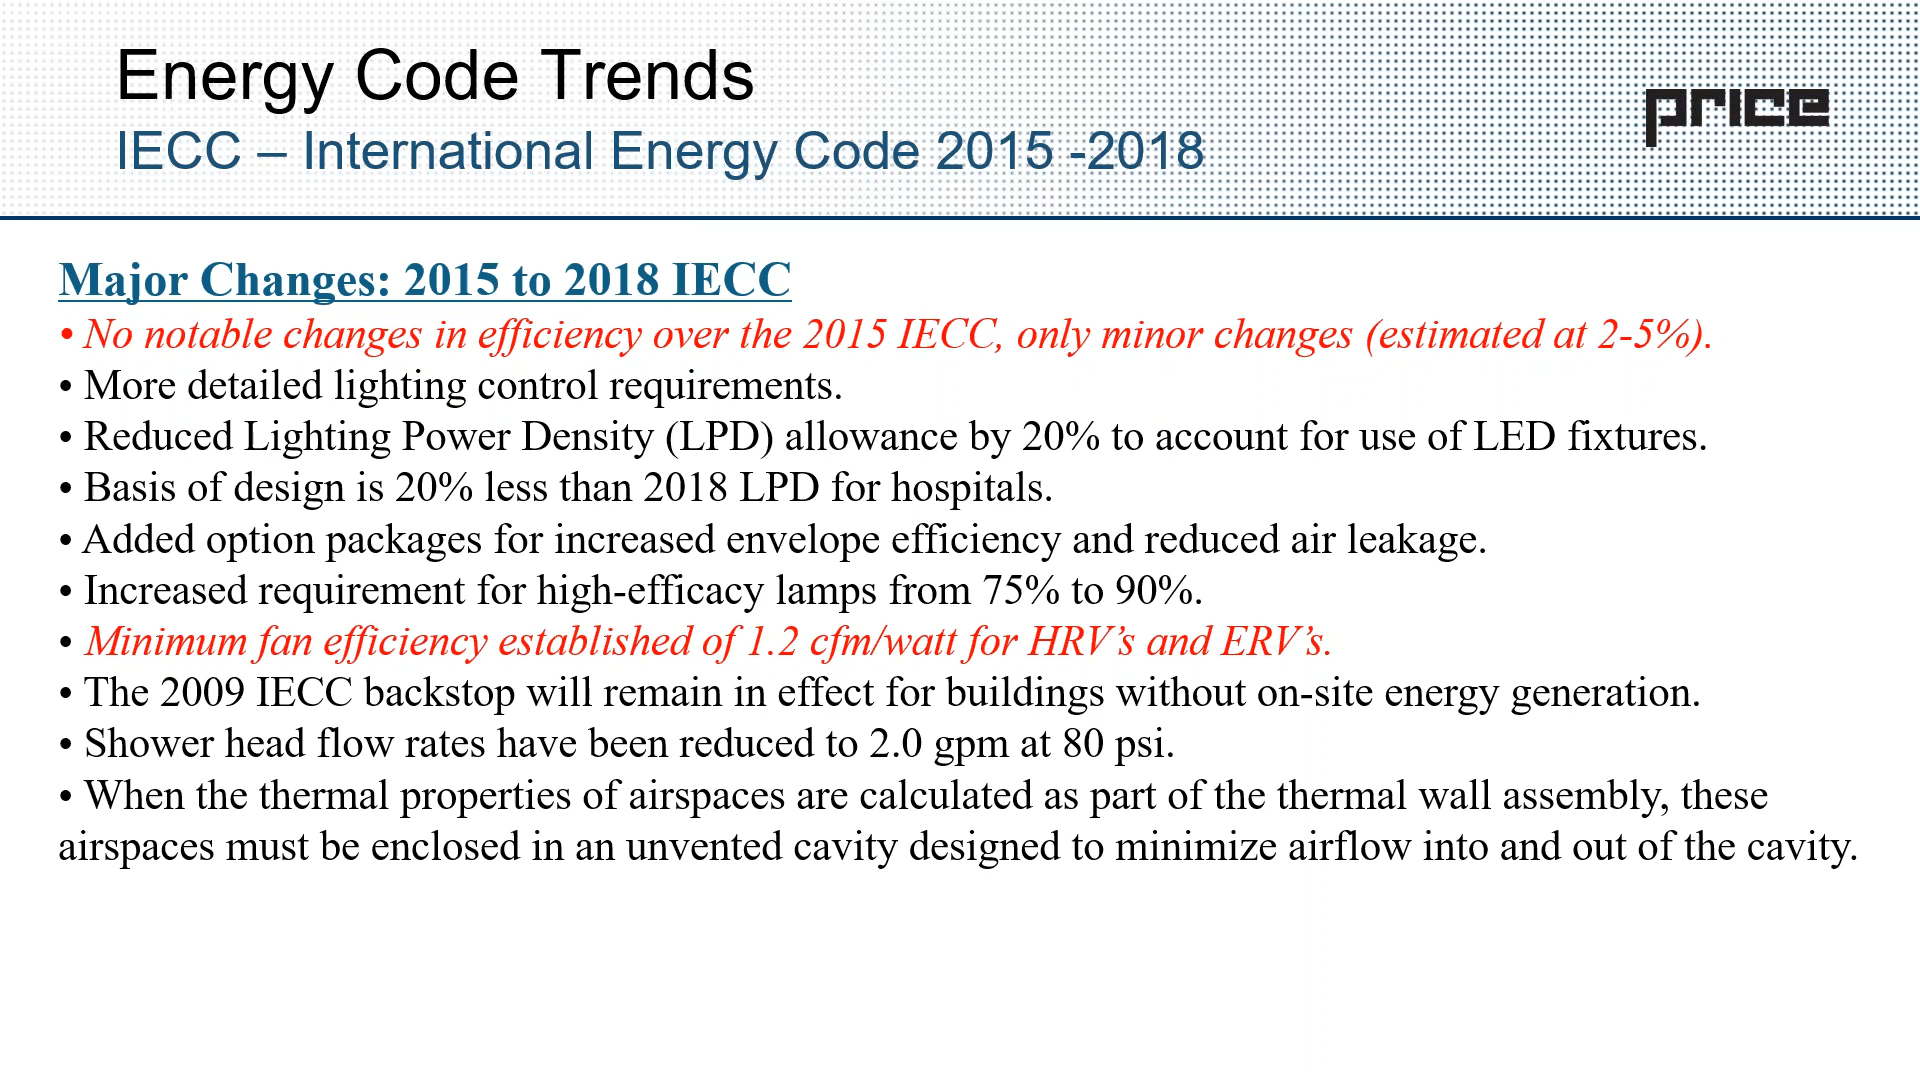 Energy Code Trends
price
IECC – International Energy Code 2015 -2018
Major Changes: 2015 to 2018 IECC
• No notable changes in efficiency over the 2015 IECC, only minor changes (estimated at 2-5%).
• More detailed lighting control requirements.
• Reduced Lighting Power Density (LPD) allowance by 20% to account for use of LED fixtures.
• Basis of design is 20% less than 2018 LPD for hospitals.
• Added option packages for increased envelope efficiency and reduced air leakage.
• Increased requirement for high-efficacy lamps from 75% to 90%.
• Minimum fan efficiency established of 1.2 cfm/watt for HRV’s and ERV’s.
• The 2009 IECC backstop will remain in effect for buildings without on-site energy generation.
• Shower head flow rates have been reduced to 2.0 gpm at 80 psi.
• When the thermal properties of airspaces are calculated as part of the thermal wall assembly, these
airspaces must be enclosed in an unvented cavity designed to minimize airflow into and out of the cavity.